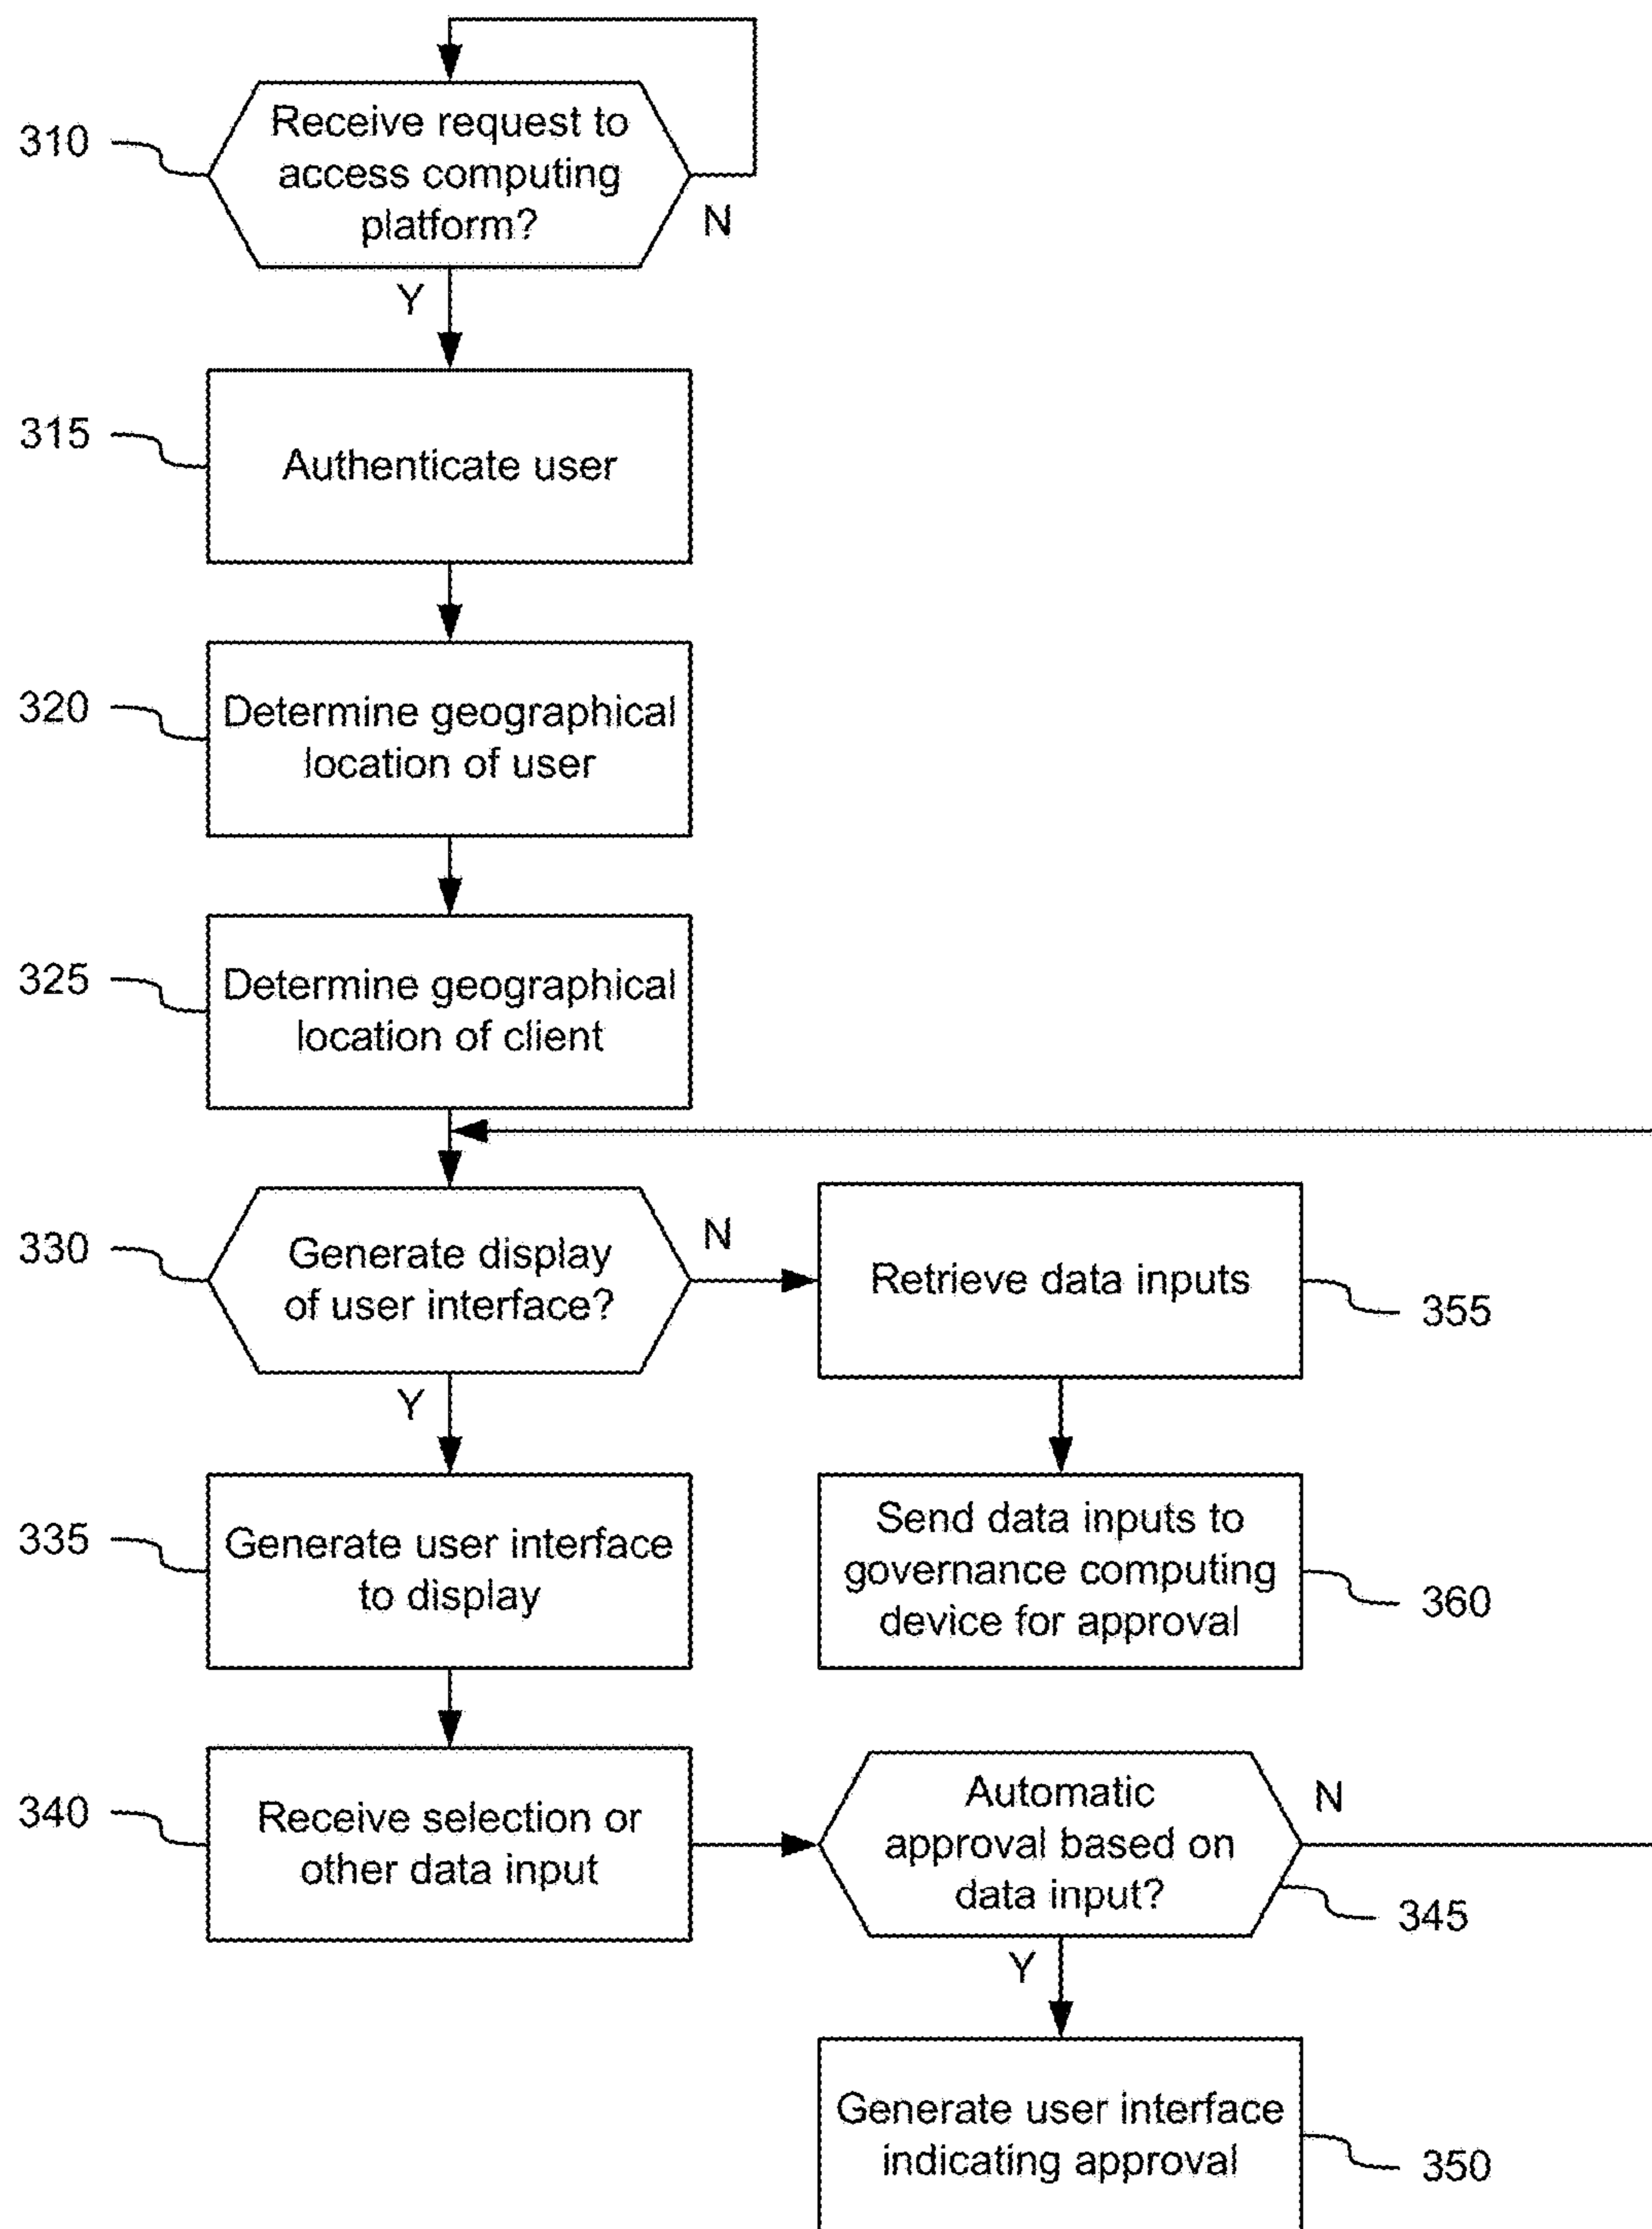 310
Receive request to
access computing
platform?
N
Y
315
Authenticate user
320
Determine geographical
location of user
325
Determine geographical
location of client
330
Generate display
of user interface?
N
Retrieve data inputs
355
Y
335
Generate user interface
to display
Send data inputs to
governance computing
device for approval
360
340
Receive selection or
other data input
Automatic
approval based on
data input?
N
345
Y
Generate user interface
indicating approval
350